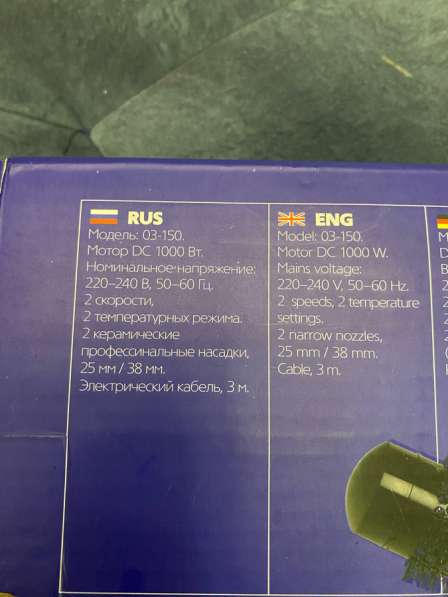 RUS
Модель: 03-150.
Мотор DC 1000 Вт.
Номинальное напряжение:
220–240 В, 50–60 Гц.
2 скорости,
2 температурных режима.
2 керамические
професcинальные насадки,
25 мм / 38 мм.
Электрический кабель, 3 м.
ENG
Model: 03-150.
Motor DC 1000 W.
Mains voltage:
220–240 V, 50–60 Hz.
2 speeds, 2 temperature
settings.
2 narrow nozzles,
25 mm / 38 mm.
Cable, 3 m.